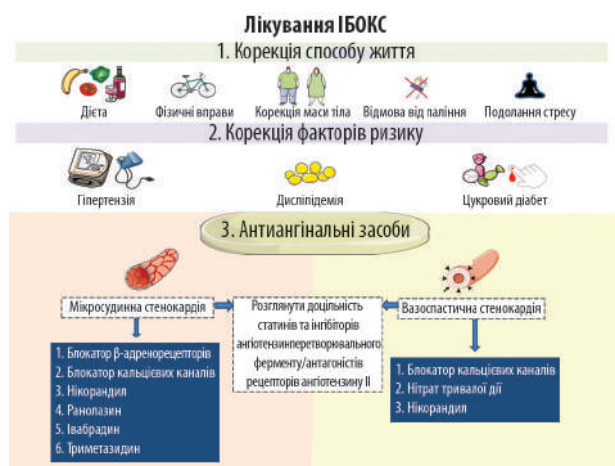 Лікування ІБОКС
1. Корекція способу життя
Дієта
Фізичні вправи
Корекція маси тіла
Відмова від паління
Подолання стресу
2. Корекція факторів ризику
Гіпертензія
Дисліпідемія
Цукровий діабет
3. Антиангінальні засоби
Мікросудинна стенокардія
Розглянути доцільність
статинів та інгібіторів
ангіотензинперетворювального
ферменту/антагоністів
рецепторів ангіотензину II
Вазоспастична стенокардія
1. Блокатор β-адренорецепторів
2. Блокатор кальцієвих каналів
3. Нікорандил
4. Ранолазин
5. Івабрадин
6. Триметазидин
1. Блокатор кальцієвих каналів
2. Нітрат тривалої дії
3. Нікорандил